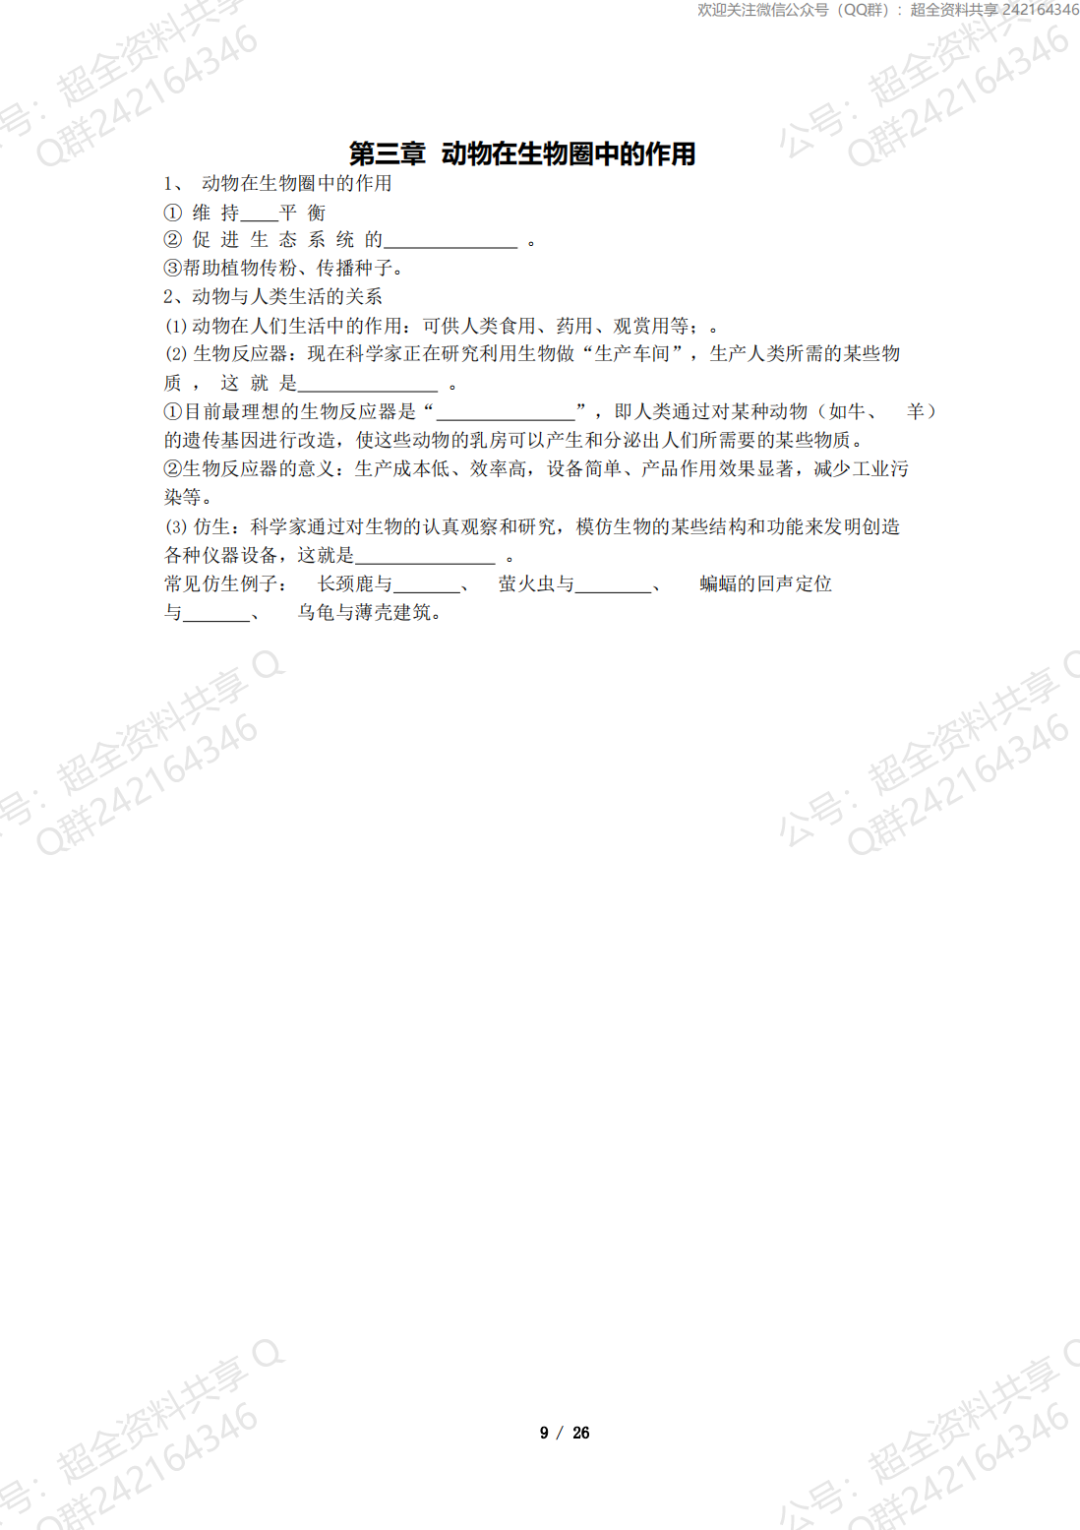 欢迎关注微信公众号（QQ群）：超全资料共享 242164346
公号：超全资料共享 Q
Q群242164346
公号：超全资料共享 Q
Q群242164346
第三章 动物在生物圈中的作用
1、 动物在生物圈中的作用
① 维 持____平 衡
② 促 进 生 态 系 统 的______________ 。
③帮助植物传粉、传播种子。
2、动物与人类生活的关系
⑴ 动物在人们生活中的作用：可供人类食用、药用、观赏用等；。
⑵ 生物反应器：现在科学家正在研究利用生物做“生产车间”，生产人类所需的某些物
质 ， 这 就 是_______________ 。
①目前最理想的生物反应器是“_______________”，即人类通过对某种动物（如牛、 羊）
的遗传基因进行改造，使这些动物的乳房可以产生和分泌出人们所需要的某些物质。
②生物反应器的意义：生产成本低、效率高，设备简单、产品作用效果显著，减少工业污
染等。
⑶ 仿生：科学家通过对生物的认真观察和研究，模仿生物的某些结构和功能来发明创造
各种仪器设备，这就是_______________ 。
常见仿生例子： 长颈鹿与_______、 萤火虫与________、 蝙蝠的回声定位
与_______、 乌龟与薄壳建筑。
号：超全资料共享 Q
Q群242164346
公号：超全资料共享 Q
Q群242164346
9 / 26
号：超全资料共享 Q
Q群242164346
公号：超全资料共享 Q
Q群242164346